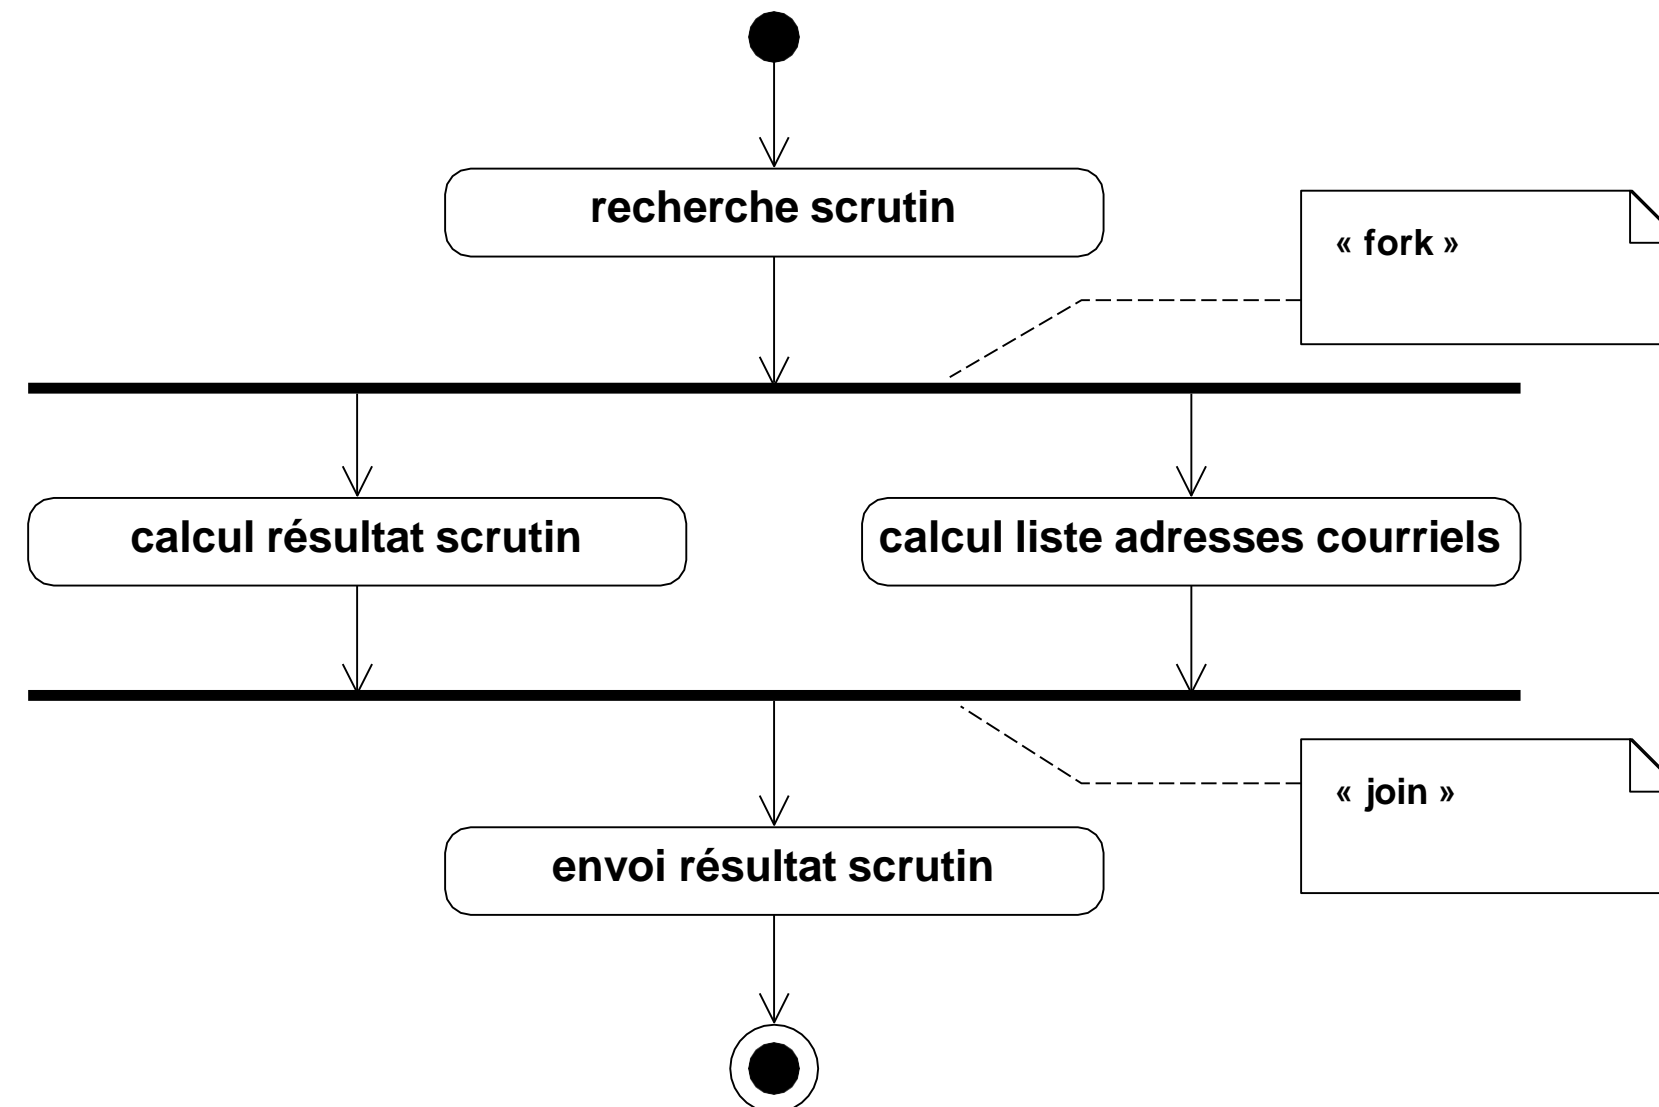 recherche scrutin
« fork »
calcul résultat scrutin
calcul liste adresses courriels
« join »
envoi résultat scrutin